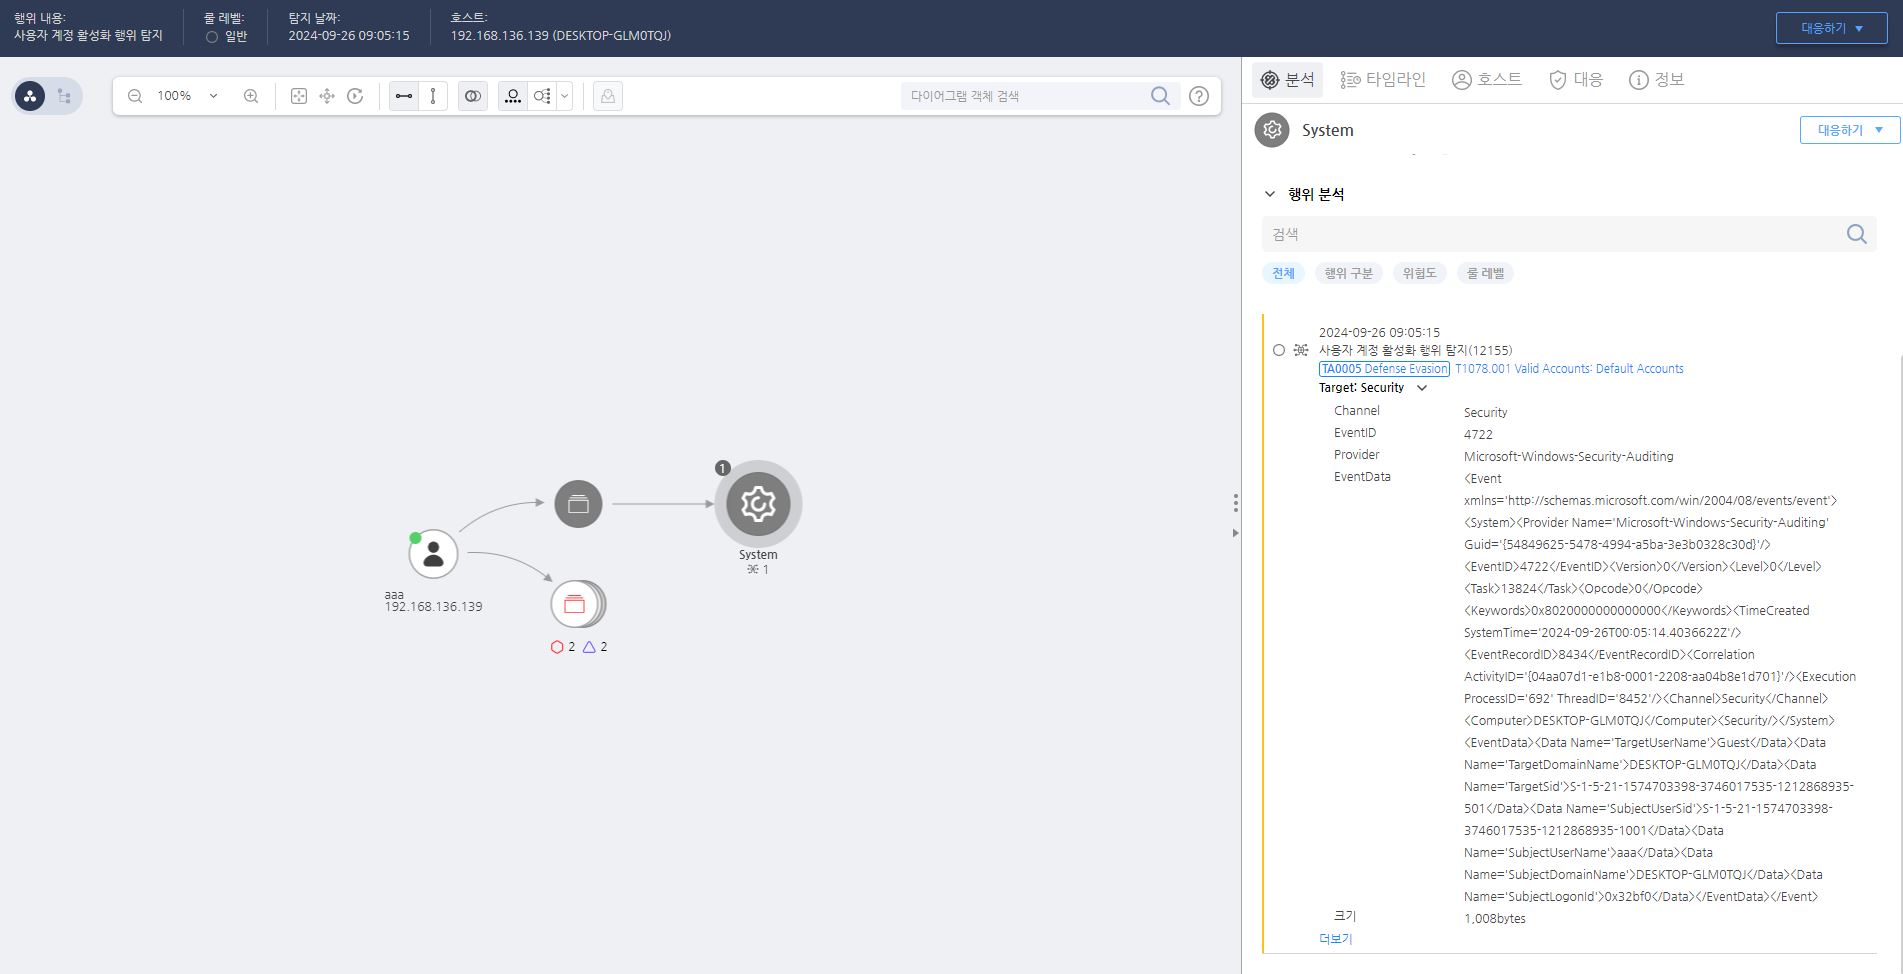 행위 내용:
사용자 계정 활성화 행위 탐지
룰 레벨:
일반
탐지 날짜:
2024-09-26 09:05:15
호스트:
192.168.136.139 (DESKTOP-GLM0TQJ)
대응하기
100%
다이어그램 객체 검색
분석
타임라인
호스트
대응
정보
System
대응하기
행위 분석
검색
전체
행위 구분
위험도
룰 레벨
2024-09-26 09:05:15
사용자 계정 활성화 행위 탐지(12155)
TA0005 Defense Evasion T1078.001 Valid Accounts: Default Accounts
Target: Security
Channel Security
EventID 4722
Provider Microsoft-Windows-Security-Auditing
EventData <Event
xmlns='http://schemas.microsoft.com/win/2004/08/events/event'>
<System><Provider Name='Microsoft-Windows-Security-Auditing'
Guid='{54849625-5478-4994-a5ba-3e3b0328c30d}'/>
<EventID>4722</EventID><Version>0</Version><Level>0</Level>
<Task>13824</Task><Opcode>0</Opcode>
<Keywords>0x8020000000000000</Keywords><TimeCreated
SystemTime='2024-09-26T00:05:14.4036622Z'/>
<EventRecordID>8434</EventRecordID><Correlation
ActivityID='{04aa07d1-e1b8-0001-2208-aa04b8e1d701}'/><Execution
ProcessID='692' ThreadID='8452'/><Channel>Security</Channel>
<Computer>DESKTOP-GLM0TQJ</Computer><Security/></System>
<EventData><Data Name='TargetUserName'>Guest</Data><Data
Name='TargetDomainName'>DESKTOP-GLM0TQJ</Data><Data
Name='TargetSid'>S-1-5-21-1574703398-3746017535-1212868935-
501</Data><Data Name='SubjectUserSid'>S-1-5-21-1574703398-
3746017535-1212868935-1001</Data><Data
Name='SubjectUserName'>aaa</Data><Data
Name='SubjectDomainName'>DESKTOP-GLM0TQJ</Data><Data
Name='SubjectLogonId'>0x32bf0</Data></EventData></Event>
크기 1,008bytes
더보기
1
System
1
aaa
192.168.136.139
2 2